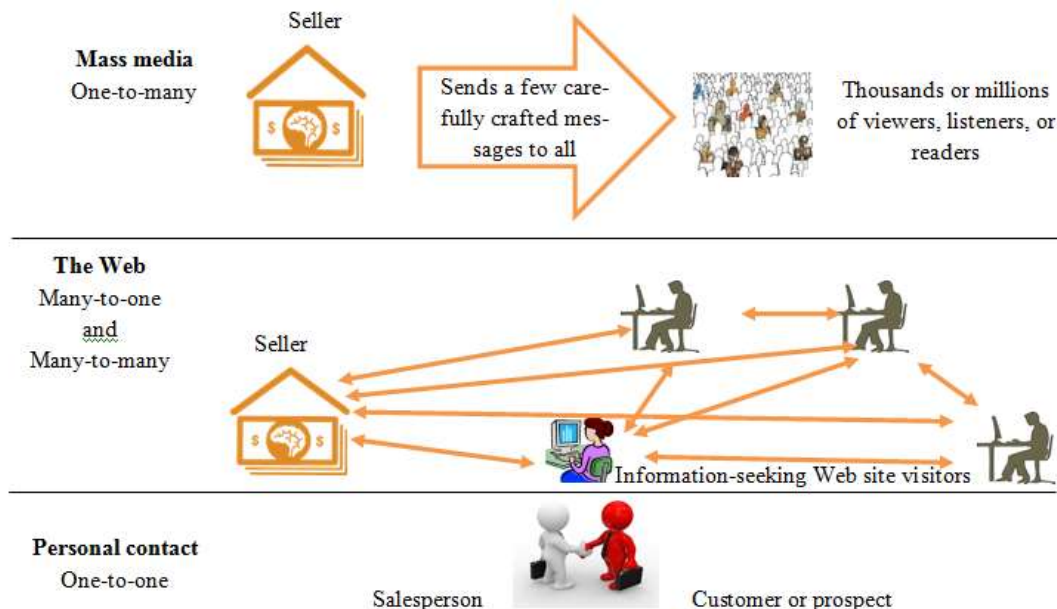 Seller
Mass media
One-to-many
Sends a few care-
fully crafted mes-
sages to all
Thousands or millions
of viewers, listeners, or
readers
$ $
The Web
Many-to-one
and
Many-to-many
Seller
$ $
Information-seeking Web site visitors
Personal contact
One-to-one
Salesperson
Customer or prospect